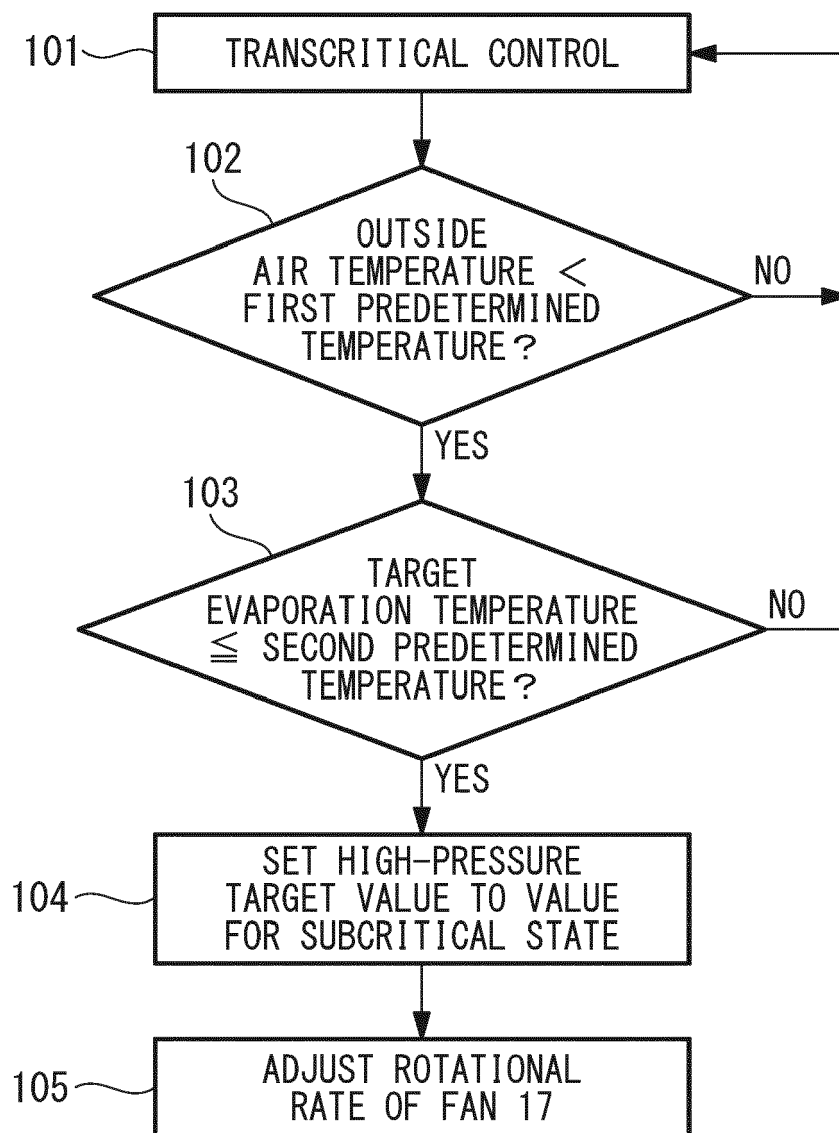 101
TRANSCRITICAL CONTROL
102
OUTSIDE
AIR TEMPERATURE <
FIRST PREDETERMINED
TEMPERATURE?
NO
YES
103
TARGET
EVAPORATION TEMPERATURE
≦ SECOND PREDETERMINED
TEMPERATURE?
NO
YES
104
SET HIGH-PRESSURE
TARGET VALUE TO VALUE
FOR SUBCRITICAL STATE
105
ADJUST ROTATIONAL
RATE OF FAN 17